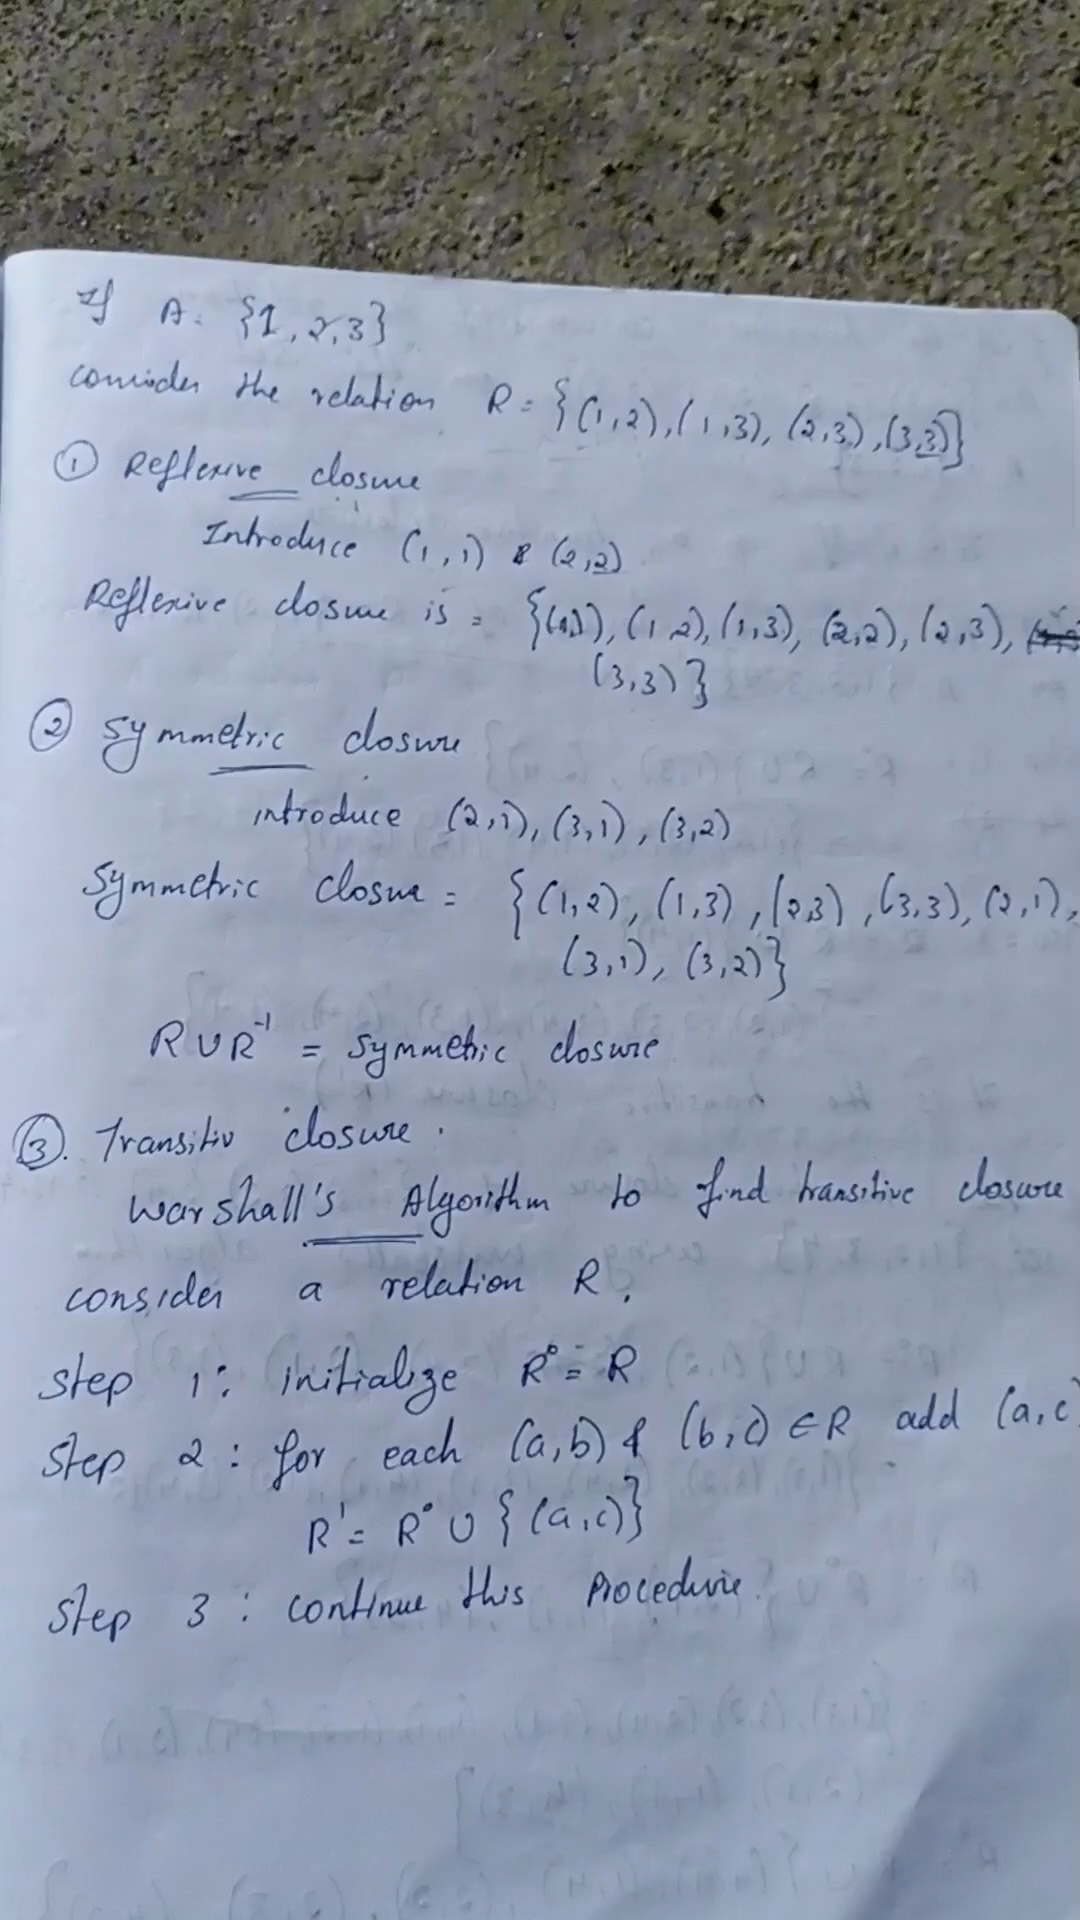 If A = {1, 2, 3}
consider the relation R = {(1,2), (1,3), (2,3), (3,3)}
① Reflexive closure
Introduce (1,1) & (2,2)
Reflexive closure is = {(1,1), (1,2), (1,3), (2,2), (2,3),
(3,3)}
② Symmetric closure
introduce (2,1), (3,1), (3,2)
Symmetric closure = {(1,2), (1,3), (2,3), (3,3), (2,1),
(3,1), (3,2)}
R ∪ R⁻¹ = Symmetric closure
③. Transitiv closure.
Warshall's Algorithm to find transitive closure
consider a relation R.
Step 1: initialize R⁰ = R
Step 2: for each (a,b) & (b,c) ∈ R add (a,c)
R¹ = R⁰ ∪ {(a,c)}
Step 3: continue this Procedure.